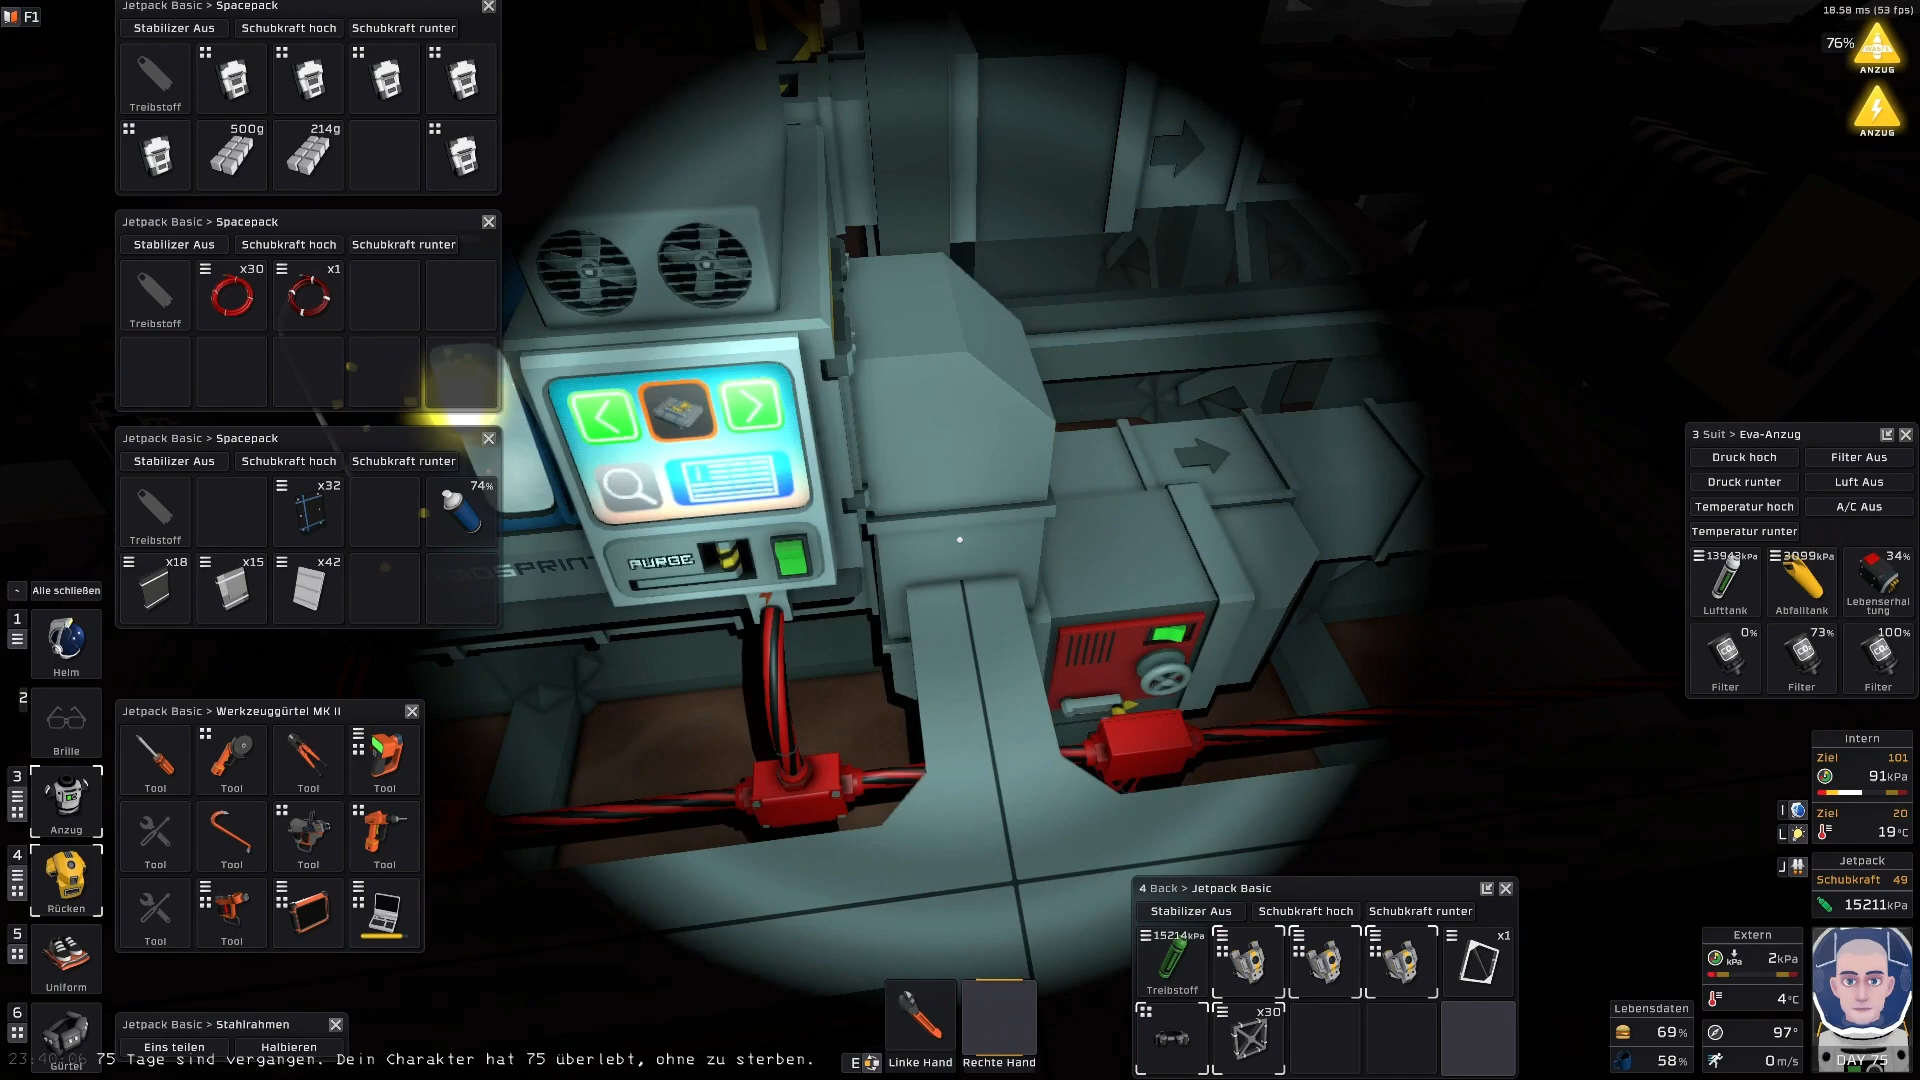 F1
18.58 ms (53 fps)
76%
WASTE
ANZUG
ANZUG
Jetpack Basic > Spacepack
Stabilizer Aus
Schubkraft hoch
Schubkraft runter
Treibstoff
500g
214g
Jetpack Basic > Spacepack
Stabilizer Aus
Schubkraft hoch
Schubkraft runter
x30
x1
Treibstoff
Jetpack Basic > Spacepack
Stabilizer Aus
Schubkraft hoch
Schubkraft runter
x32
74%
Treibstoff
x18
x15
x42
PURGE
~
Alle schließen
1
Helm
2
Brille
3
Anzug
4
Rücken
5
Uniform
6
Gürtel
Jetpack Basic > Werkzeuggürtel MK II
Tool
Tool
Tool
Tool
Tool
Tool
Tool
Tool
Tool
Tool
Jetpack Basic > Stahlrahmen
Eins teilen
Halbieren
23:40:06 75 Tage sind vergangen. Dein Charakter hat 75 überlebt, ohne zu sterben.
E
Linke Hand
Rechte Hand
4 Back > Jetpack Basic
Stabilizer Aus
Schubkraft hoch
Schubkraft runter
15214kPa
x1
Treibstoff
x30
3 Suit > Eva-Anzug
Druck hoch
Filter Aus
Druck runter
Luft Aus
Temperatur hoch
A/C Aus
Temperatur runter
13943kPa
3099kPa
34%
Lufttank
Abfalltank
Lebenserhaltung
0%
73%
100%
Filter
Filter
Filter
Intern
Ziel 101
91kPa
Ziel 20
19°C
I
L
J
Jetpack
Schubkraft 49
15211kPa
Extern
kPa
2kPa
4°C
Lebensdaten
69%
58%
97°
0m/s
DAY 75